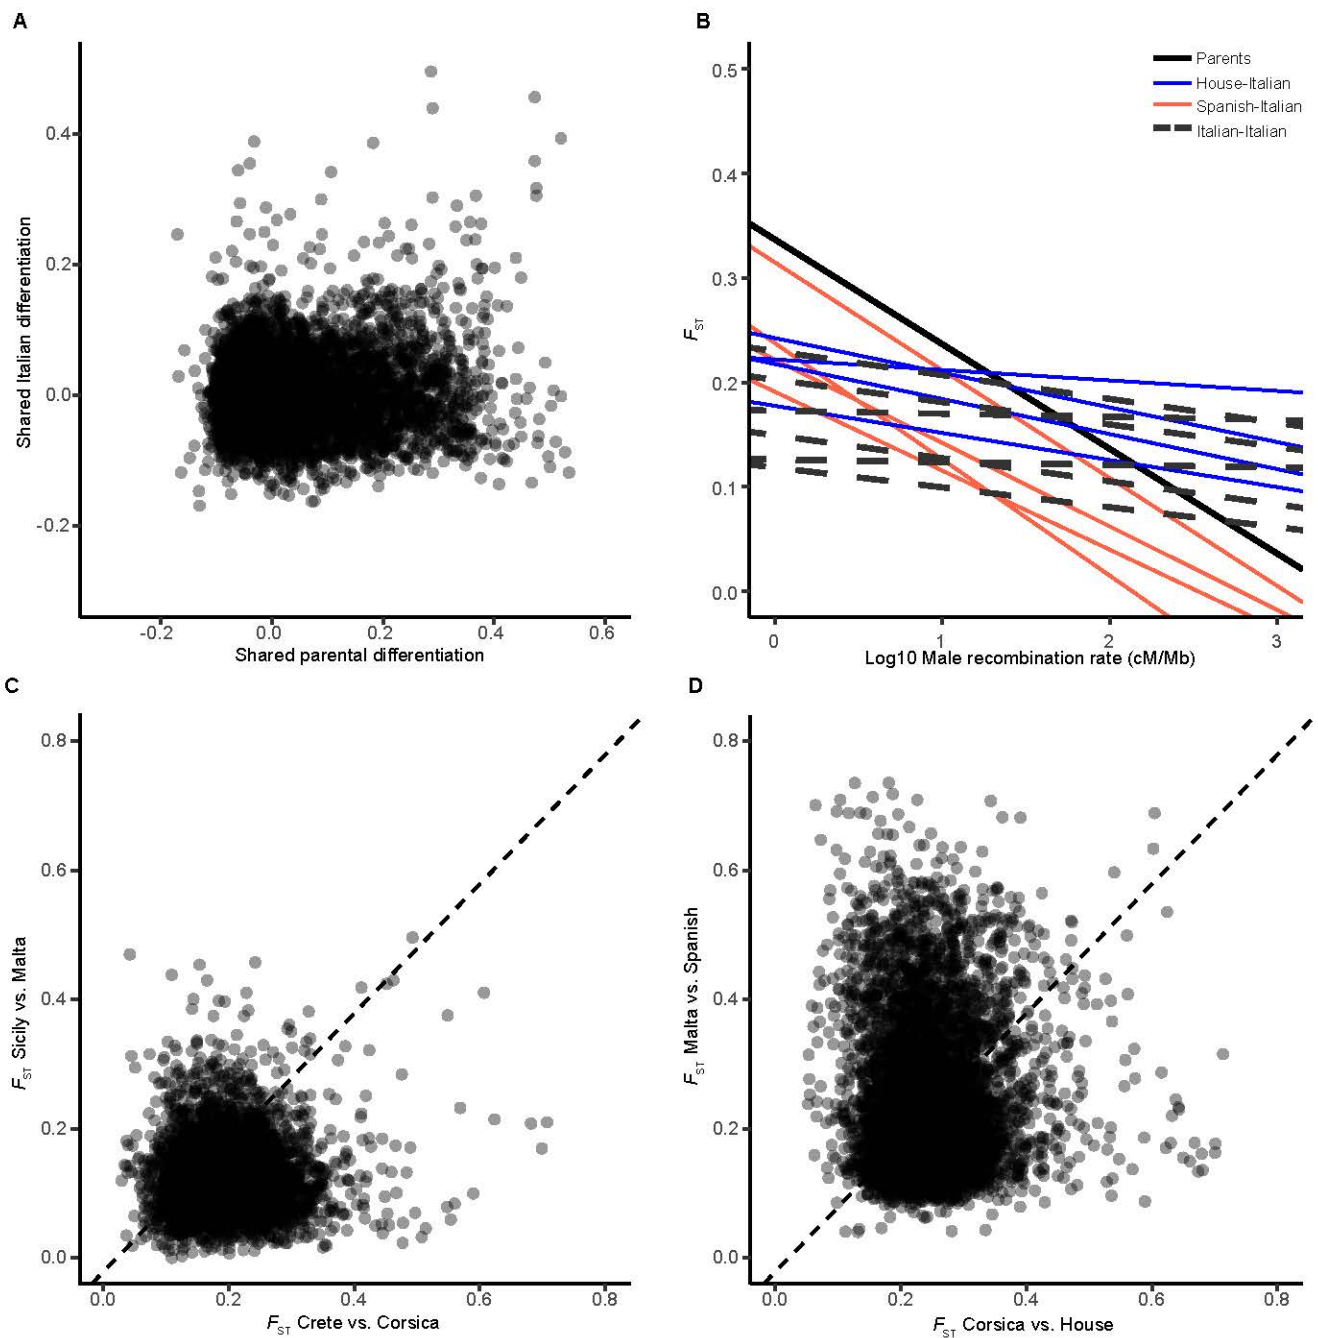 A
Shared Italian differentiation
0.4
0.2
0.0
-0.2
-0.2
0.0
0.2
0.4
0.6
Shared parental differentiation
B
Parents
House-Italian
Spanish-Italian
Italian-Italian
FST
0.5
0.4
0.3
0.2
0.1
0.0
0
1
2
3
Log10 Male recombination rate (cM/Mb)
C
FST Sicily vs. Malta
0.8
0.6
0.4
0.2
0.0
0.0
0.2
0.4
0.6
0.8
FST Crete vs. Corsica
D
FST Malta vs. Spanish
0.8
0.6
0.4
0.2
0.0
0.0
0.2
0.4
0.6
0.8
FST Corsica vs. House